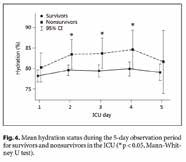 Survivors
Nonsurvivors
95% CI
Hydration (%)
90
85
80
75
70
* * *
1 2 3 4 5
ICU day
Fig. 4. Mean hydration status during the 5-day observation period
for survivors and nonsurvivors in the ICU (* p < 0.05, Mann-Whit-
ney U test).